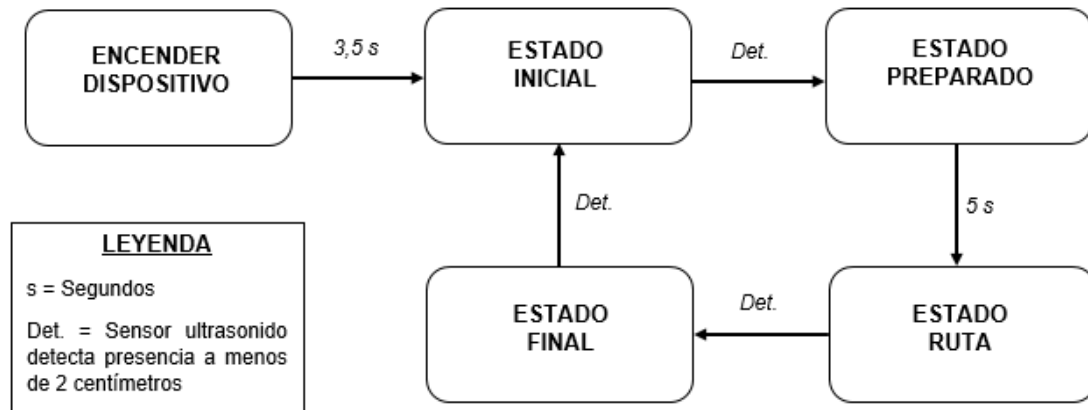 ENCENDER
DISPOSITIVO
3,5 s
ESTADO
INICIAL
Det.
ESTADO
PREPARADO
Det.
5 s
LEYENDA
s = Segundos
Det. = Sensor ultrasonido
detecta presencia a menos
de 2 centímetros
ESTADO
FINAL
Det.
ESTADO
RUTA